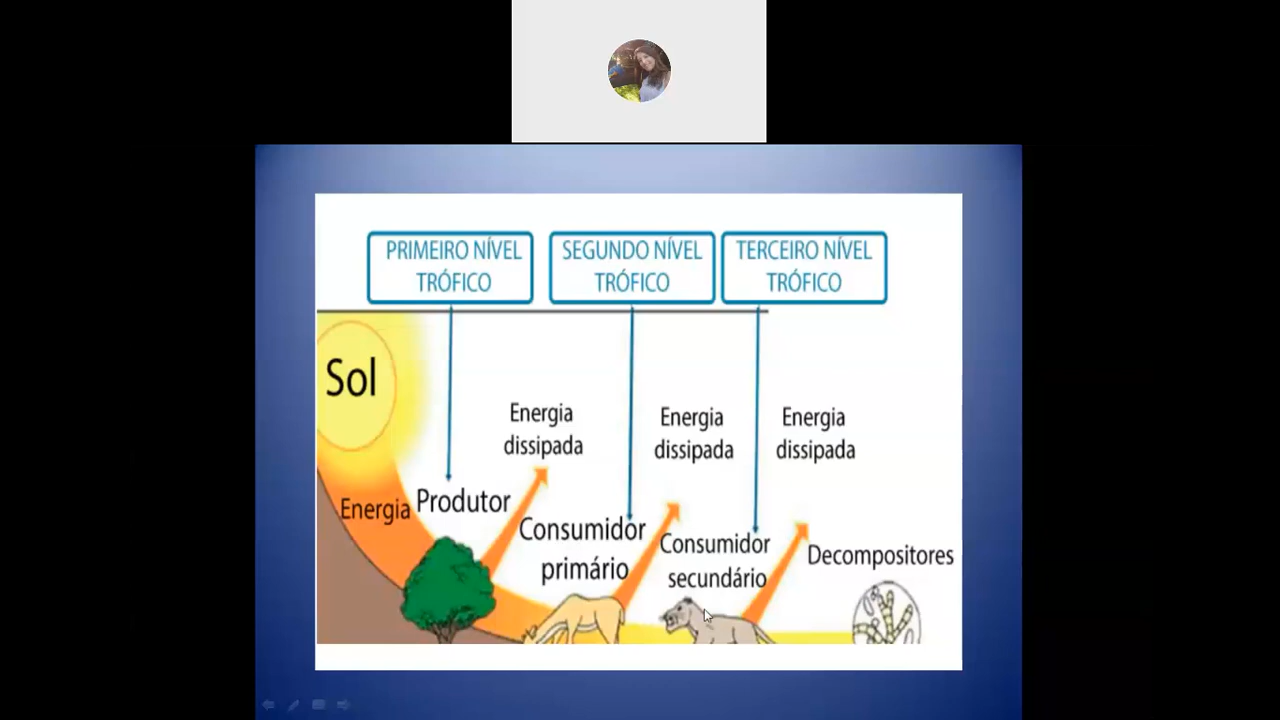 PRIMEIRO NÍVEL
TRÓFICO
SEGUNDO NÍVEL
TRÓFICO
TERCEIRO NÍVEL
TRÓFICO
Sol
Energia
Produtor
Energia
dissipada
Consumidor
primário
Energia
dissipada
Consumidor
secundário
Energia
dissipada
Decompositores